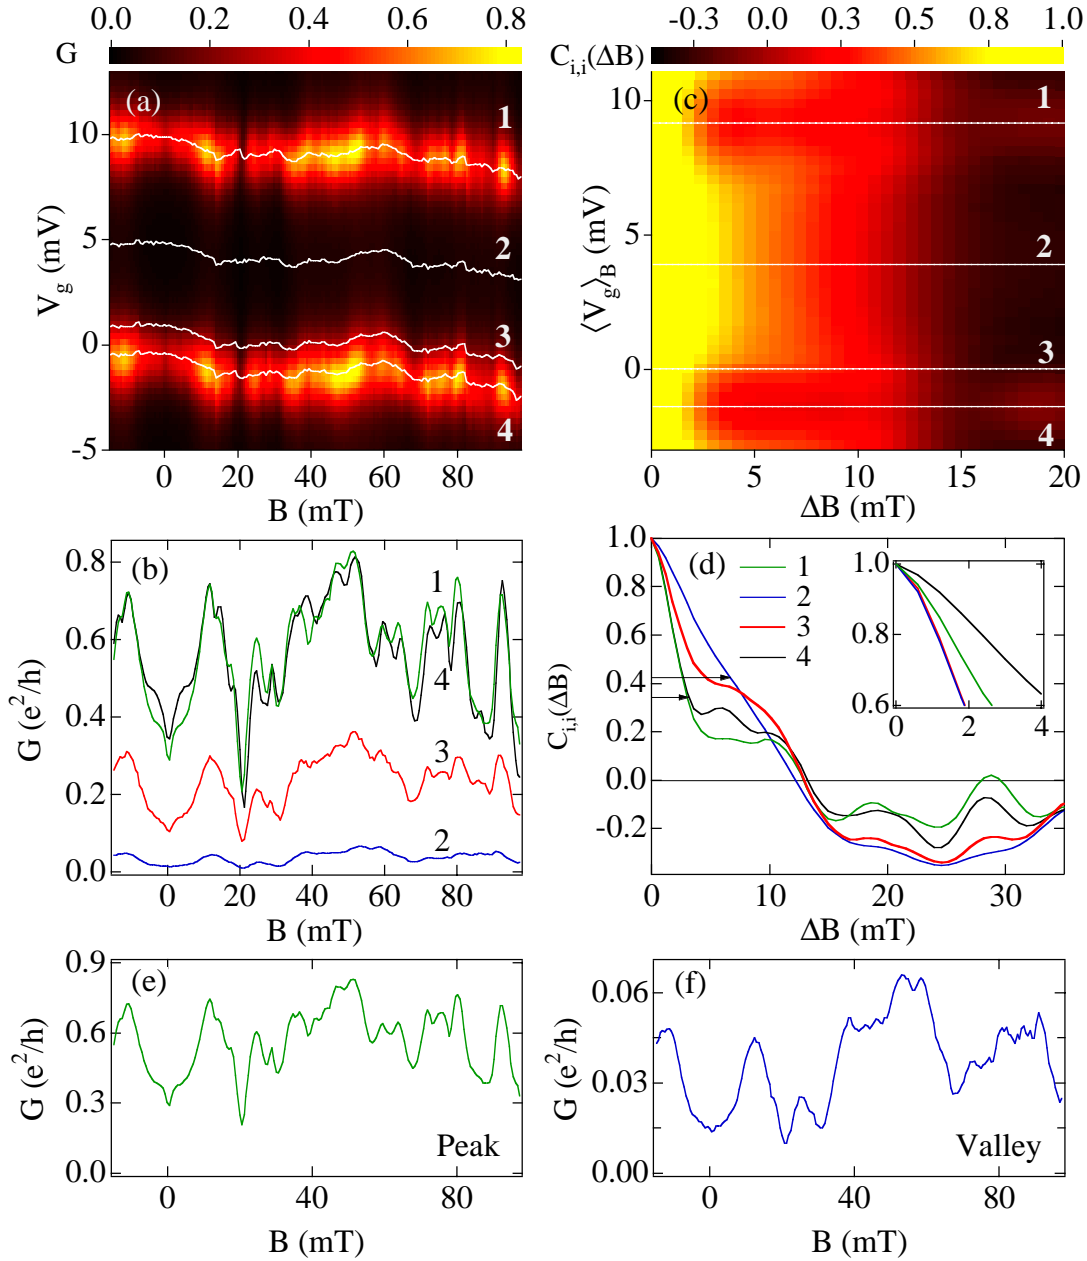 0.0 0.2 0.4 0.6 0.8
G
(a)
1
2
3
4
10
5
0
-5
V_g (mV)
0 20 40 60 80
B (mT)
-0.3 0.0 0.3 0.5 0.8 1.0
C_{i,i}(ΔB)
(c)
1
2
3
4
10
5
0
⟨V_g⟩_B (mV)
0 5 10 15 20
ΔB (mT)
(b)
1
4
3
2
0.8
0.6
0.4
0.2
0.0
G (e²/h)
0 20 40 60 80
B (mT)
(d)
1
2
3
4
1.0
0.8
0.6
0.4
0.2
0.0
-0.2
C_{i,i}(ΔB)
0 10 20 30
ΔB (mT)
1.0
0.8
0.6
0 2 4
(e)
0.9
0.6
0.3
0.0
G (e²/h)
Peak
0 40 80
B (mT)
(f)
0.06
0.03
0.00
G (e²/h)
Valley
0 40 80
B (mT)